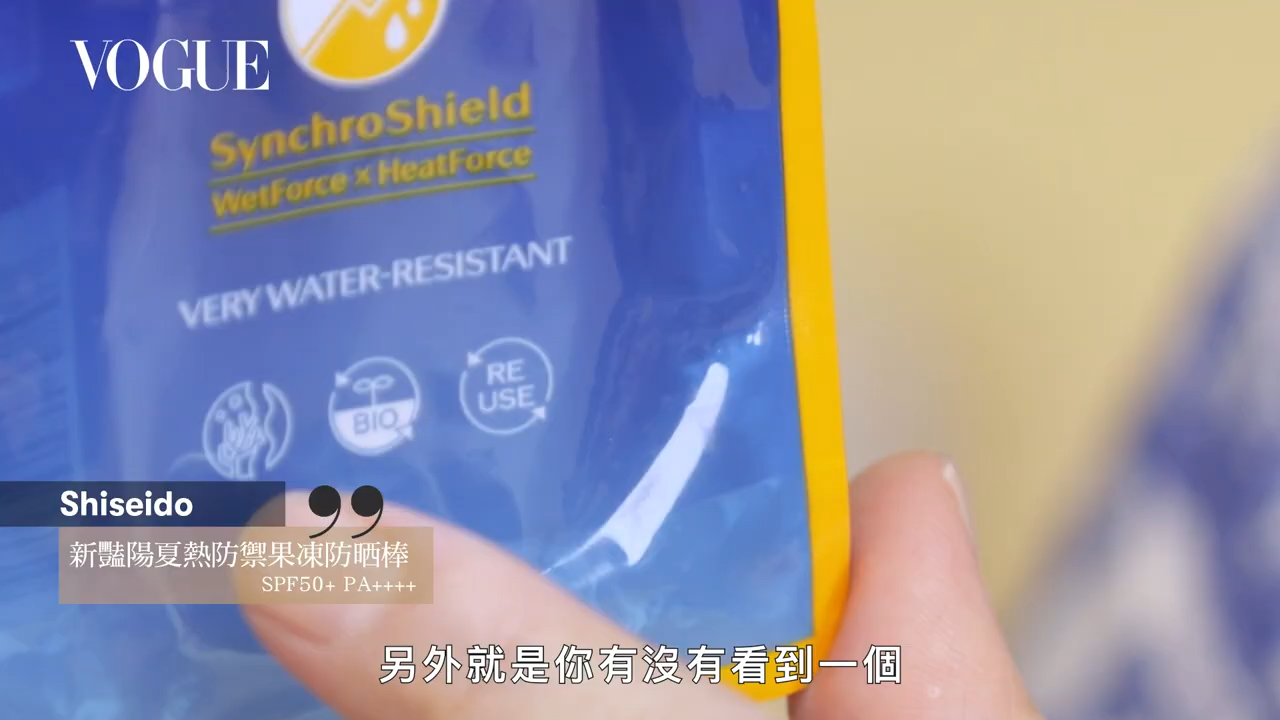 VOGUE
SynchroShield
WetForce x HeatForce
VERY WATER-RESISTANT
BIO
RE
USE
Shiseido
新豔陽夏熱防禦果凍防晒棒
SPF50+ PA++++
另外就是你有沒有看到一個